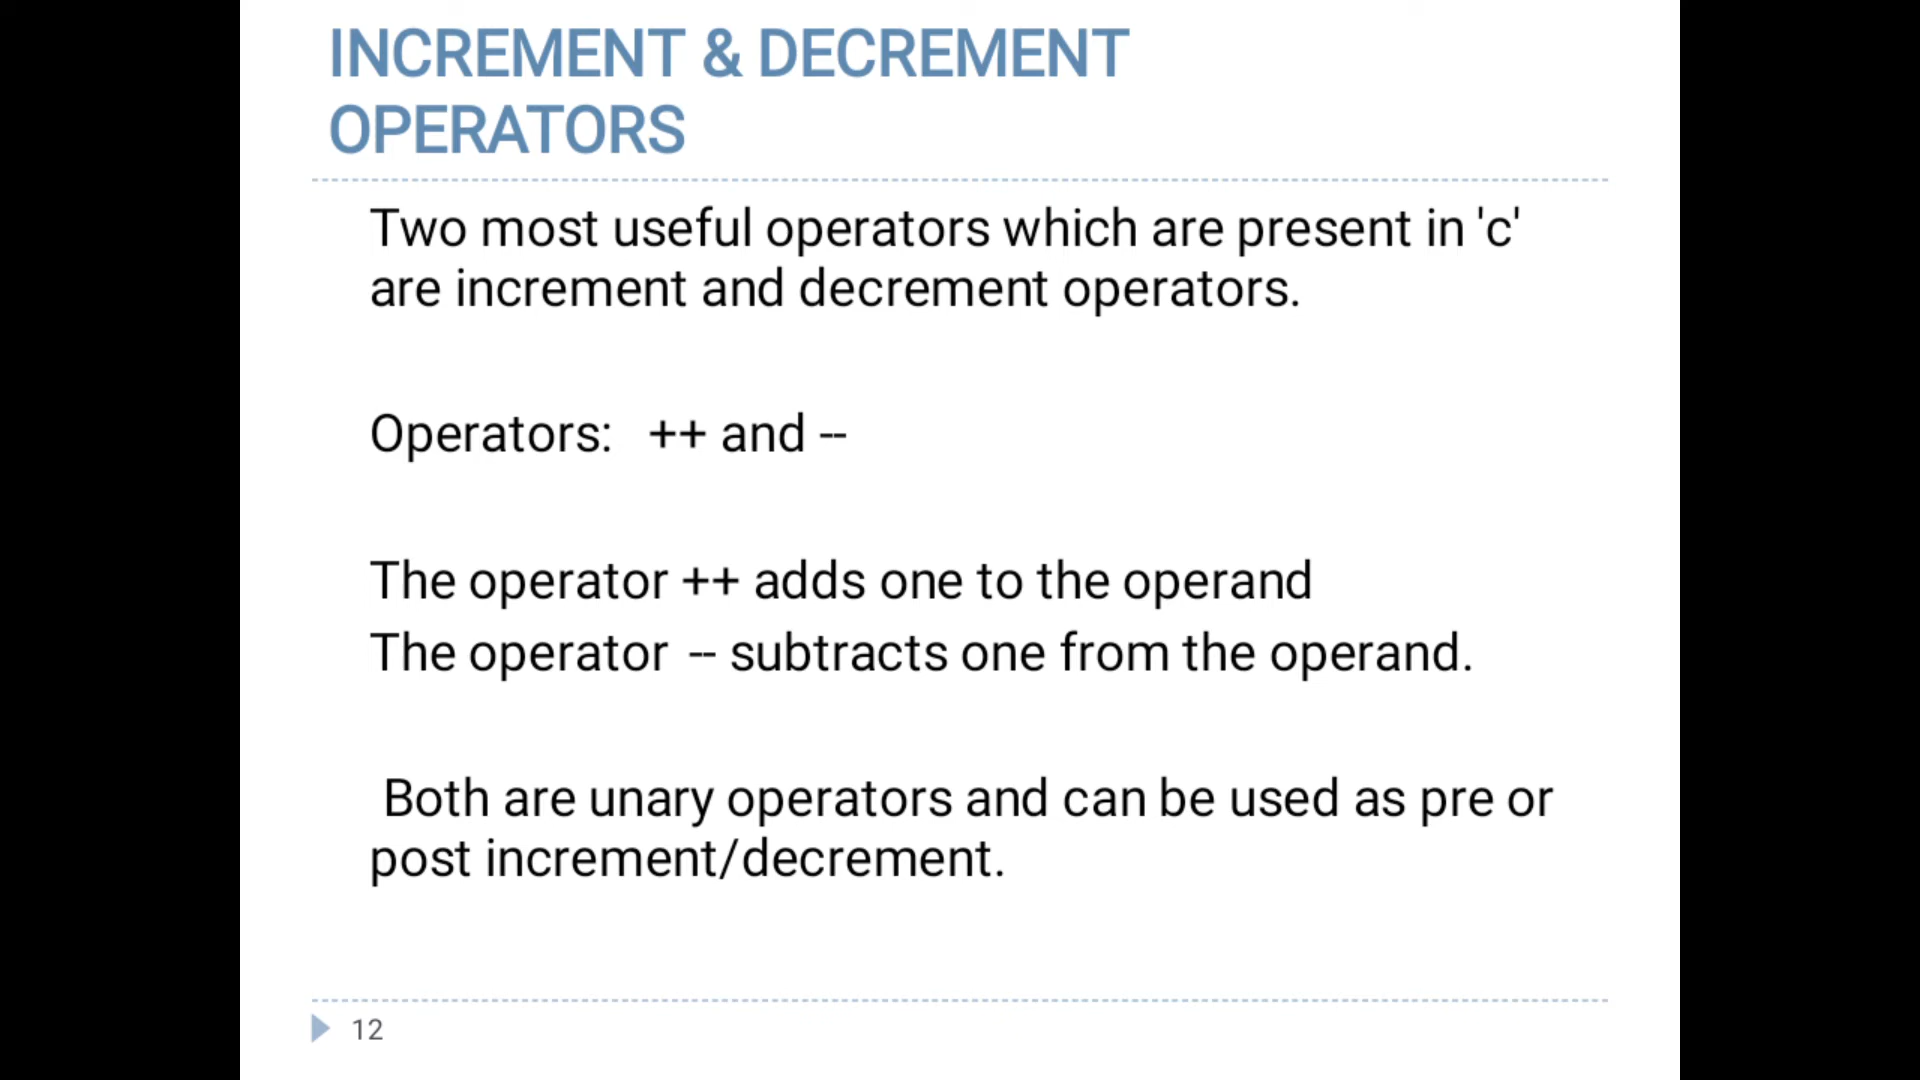 INCREMENT & DECREMENT
OPERATORS
Two most useful operators which are present in 'c'
are increment and decrement operators.
Operators: ++ and --
The operator ++ adds one to the operand
The operator -- subtracts one from the operand.
Both are unary operators and can be used as pre or
post increment/decrement.
12